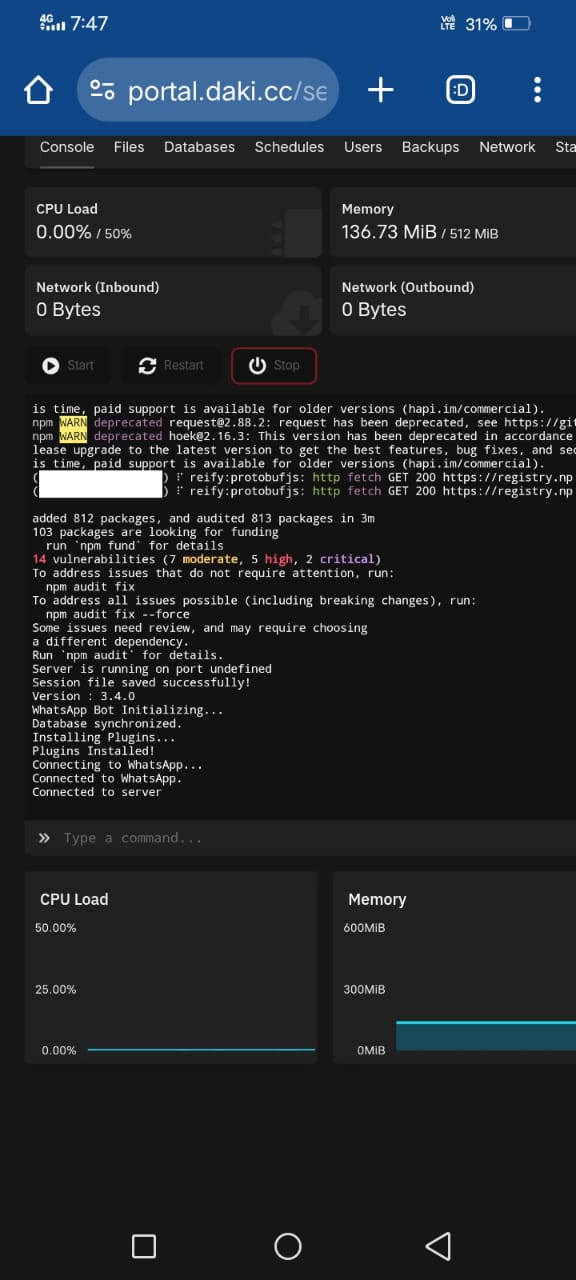 4G 7:47 VoLTE 31%
portal.daki.cc/se :D
Console Files Databases Schedules Users Backups Network Sta
CPU Load
0.00% / 50%
Memory
136.73 MiB / 512 MiB
Network (Inbound)
0 Bytes
Network (Outbound)
0 Bytes
Start Restart Stop
is time, paid support is available for older versions (hapi.im/commercial).
npm WARN deprecated request@2.88.2: request has been deprecated, see https://git
npm WARN deprecated hoek@2.16.3: This version has been deprecated in accordance
lease upgrade to the latest version to get the best features, bug fixes, and sec
is time, paid support is available for older versions (hapi.im/commercial).
( ) ⠏ reify:protobufjs: http fetch GET 200 https://registry.np
( ) ⠏ reify:protobufjs: http fetch GET 200 https://registry.np
added 812 packages, and audited 813 packages in 3m
103 packages are looking for funding
run `npm fund` for details
14 vulnerabilities (7 moderate, 5 high, 2 critical)
To address issues that do not require attention, run:
npm audit fix
To address all issues possible (including breaking changes), run:
npm audit fix --force
Some issues need review, and may require choosing
a different dependency.
Run `npm audit` for details.
Server is running on port undefined
Session file saved successfully!
Version : 3.4.0
WhatsApp Bot Initializing...
Database synchronized.
Installing Plugins...
Plugins Installed!
Connecting to WhatsApp...
Connected to WhatsApp.
Connected to server
» Type a command...
CPU Load
50.00%
25.00%
0.00%
Memory
600MiB
300MiB
0MiB